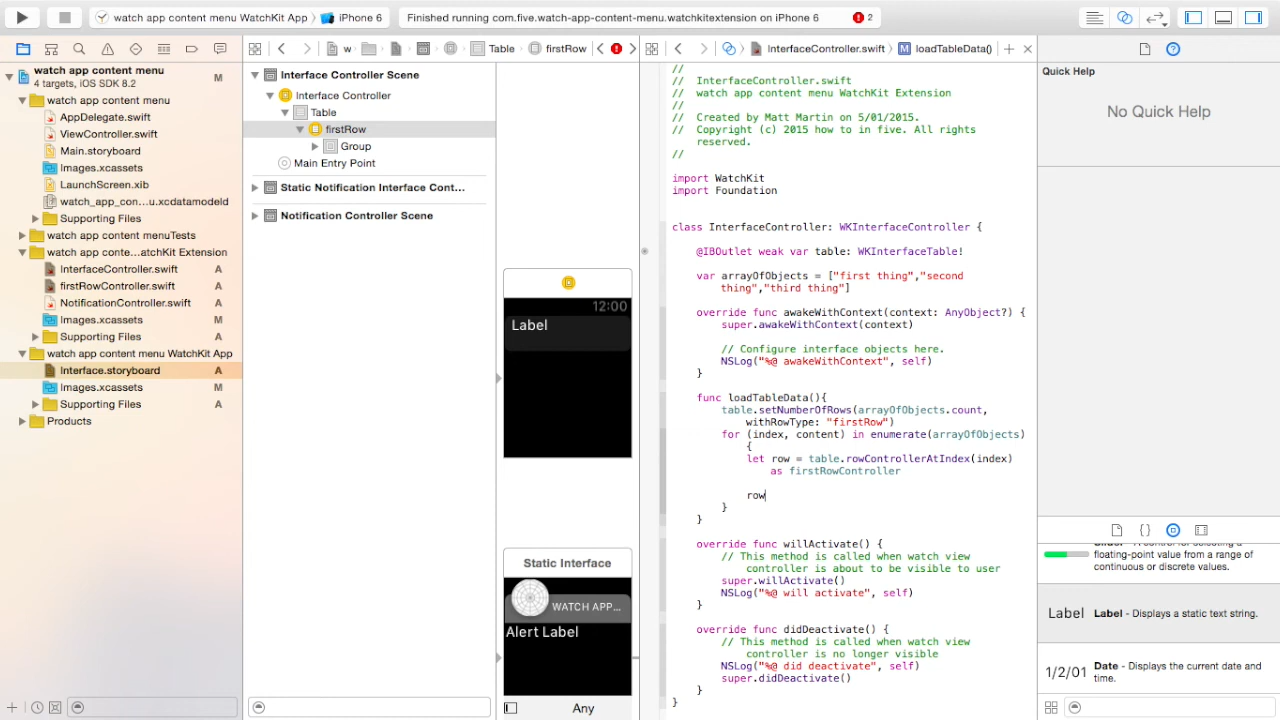 watch app content menu WatchKit App
iPhone 6
Finished running com.five.watch-app-content-menu.watchkitextension on iPhone 6
2
w
Table
firstRow
InterfaceController.swift
loadTableData()
watch app content menu
M
4 targets, iOS SDK 8.2
watch app content menu
AppDelegate.swift
ViewController.swift
Main.storyboard
Images.xcassets
LaunchScreen.xib
watch_app_con...u.xcdatamodeld
Supporting Files
watch app content menuTests
watch app conte...atchKit Extension
InterfaceController.swift A
firstRowController.swift A
NotificationController.swift A
Images.xcassets M
Supporting Files A
watch app content menu WatchKit App
Interface.storyboard A
Images.xcassets M
Supporting Files A
Products
Interface Controller Scene
Interface Controller
Table
firstRow
Group
Main Entry Point
Static Notification Interface Cont...
Notification Controller Scene
12:00
Label
Static Interface
WATCH APP...
Alert Label
Any
//
//  InterfaceController.swift
//  watch app content menu WatchKit Extension
//
//  Created by Matt Martin on 5/01/2015.
//  Copyright (c) 2015 how to in five. All rights
reserved.
//
import WatchKit
import Foundation
class InterfaceController: WKInterfaceController {
@IBOutlet weak var table: WKInterfaceTable!
var arrayOfObjects = ["first thing","second
thing","third thing"]
override func awakeWithContext(context: AnyObject?) {
super.awakeWithContext(context)
// Configure interface objects here.
NSLog("%@ awakeWithContext", self)
}
func loadTableData(){
table.setNumberOfRows(arrayOfObjects.count,
withRowType: "firstRow")
for (index, content) in enumerate(arrayOfObjects)
{
let row = table.rowControllerAtIndex(index)
as firstRowController
row
}
}
override func willActivate() {
// This method is called when watch view
controller is about to be visible to user
super.willActivate()
NSLog("%@ will activate", self)
}
override func didDeactivate() {
// This method is called when watch view
controller is no longer visible
NSLog("%@ did deactivate", self)
super.didDeactivate()
}
}
Quick Help
No Quick Help
floating-point value from a range of
continuous or discrete values.
Label
Label - Displays a static text string.
1/2/01
Date - Displays the current date and
time.